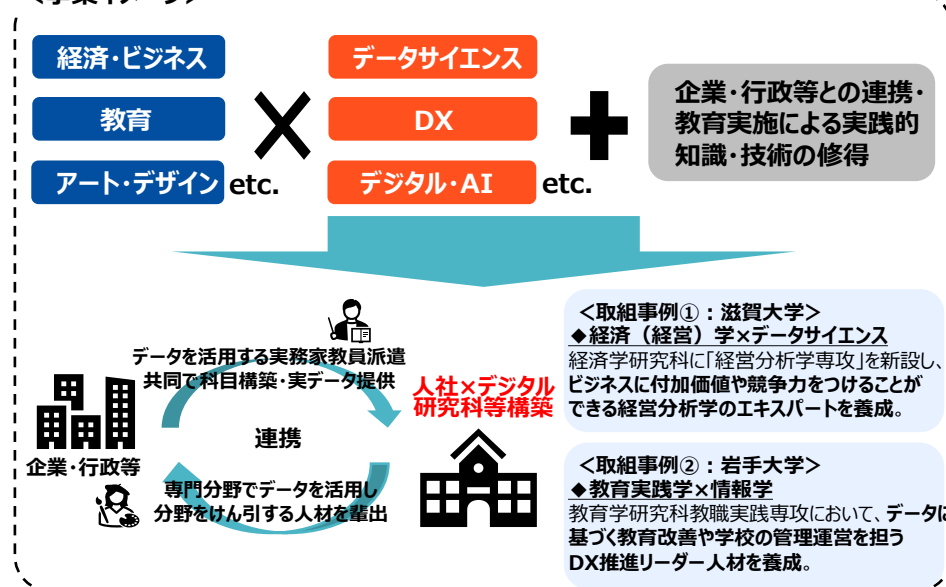 <事業イメージ>
経済・ビジネス
教育
アート・デザイン etc.
データサイエンス
DX
デジタル・AI etc.
企業・行政等との連携・
教育実施による実践的
知識・技術の修得
データを活用する実務家教員派遣
共同で科目構築・実データ提供
企業・行政等
連携
人社×デジタル
研究科等構築
専門分野でデータを活用し
分野をけん引する人材を輩出
<取組事例①:滋賀大学>
◆経済(経営)学×データサイエンス
経済学研究科に「経営分析学専攻」を新設し、
ビジネスに付加価値や競争力をつけることが
できる経営分析学のエキスパートを養成。
<取組事例②:岩手大学>
◆教育実践学×情報学
教育学研究科教職実践専攻において、データに
基づく教育改善や学校の管理運営を担う
DX推進リーダー人材を養成。